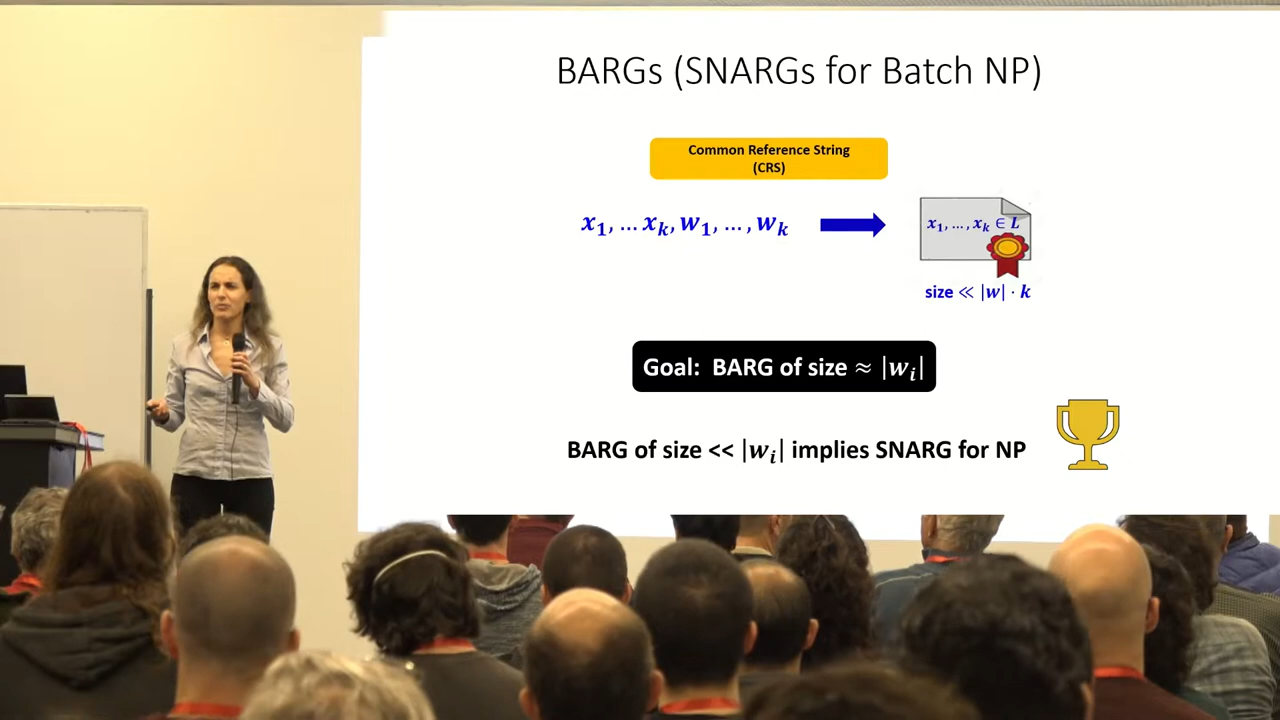 BARGs (SNARGs for Batch NP)
Common Reference String
(CRS)
x₁, … xₖ, w₁, … , wₖ
x₁, … , xₖ ∈ L
size ≪ |w| · k
Goal: BARG of size ≈ |wᵢ|
BARG of size << |wᵢ| implies SNARG for NP